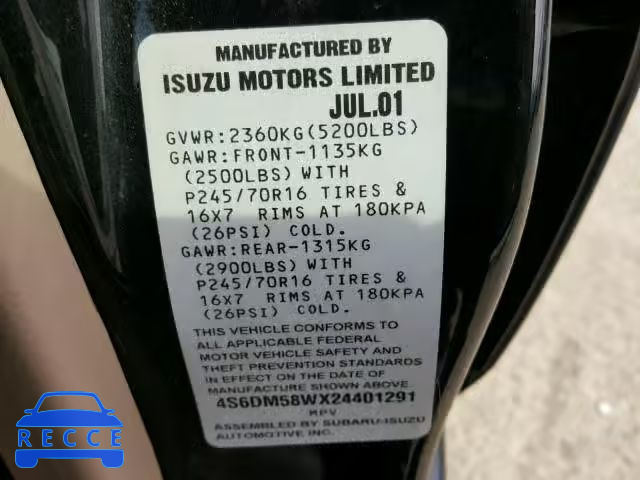 MANUFACTURED BY
ISUZU MOTORS LIMITED
JUL.01
GVWR:2360KG(5200LBS)
GAWR:FRONT-1135KG
(2500LBS) WITH
P245/70R16 TIRES &
16X7 RIMS AT 180KPA
(26PSI) COLD.
GAWR:REAR-1315KG
(2900LBS) WITH
P245/70R16 TIRES &
16X7 RIMS AT 180KPA
(26PSI) COLD.
THIS VEHICLE CONFORMS TO
ALL APPLICABLE FEDERAL
MOTOR VEHICLE SAFETY AND
THEFT PREVENTION STANDARDS
IN EFFECT ON THE DATE OF
MANUFACTURE SHOWN ABOVE
4S6DM58WX24401291
MPV
ASSEMBLED BY SUBARU-ISUZU
AUTOMOTIVE INC.
RECCE